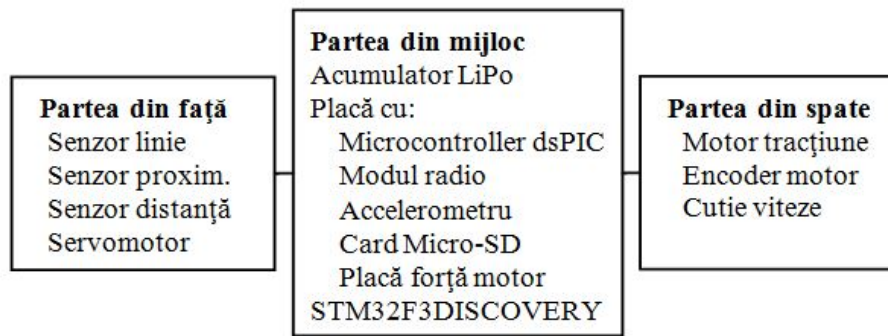 Partea din față
Senzor linie
Senzor proxim.
Senzor distanță
Servomotor
Partea din mijloc
Acumulator LiPo
Placă cu:
Microcontroller dsPIC
Modul radio
Accelerometru
Card Micro-SD
Placă forță motor
STM32F3DISCOVERY
Partea din spate
Motor tracțiune
Encoder motor
Cutie viteze